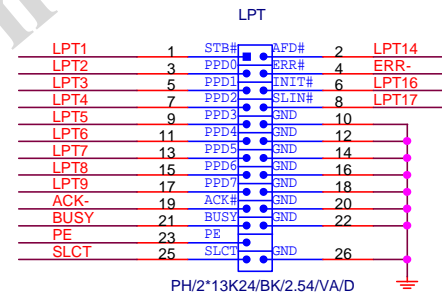 LPT
LPT1 1 STB# AFD# 2 LPT14
LPT2 3 PPD0 ERR# 4 ERR-
LPT3 5 PPD1 INIT# 6 LPT16
LPT4 7 PPD2 SLIN# 8 LPT17
LPT5 9 PPD3 GND 10
LPT6 11 PPD4 GND 12
LPT7 13 PPD5 GND 14
LPT8 15 PPD6 GND 16
LPT9 17 PPD7 GND 18
ACK- 19 ACK# GND 20
BUSY 21 BUSY GND 22
PE 23 PE
SLCT 25 SLCT GND 26
PH/2*13K24/BK/2.54/VA/D